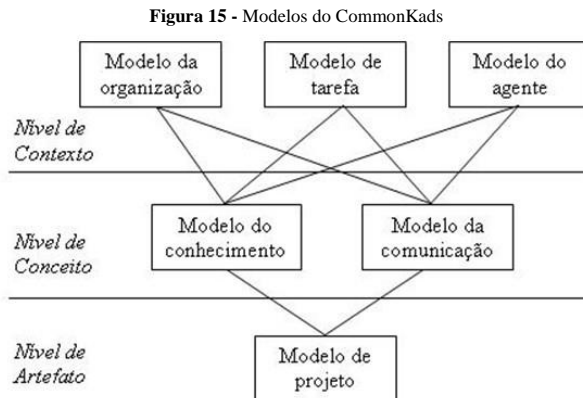 Figura 15 - Modelos do CommonKads
Modelo da
organização
Modelo de
tarefa
Modelo do
agente
Nível de
Contexto
Modelo do
conhecimento
Modelo da
comunicação
Nível de
Conceito
Modelo de
projeto
Nível de
Artefato